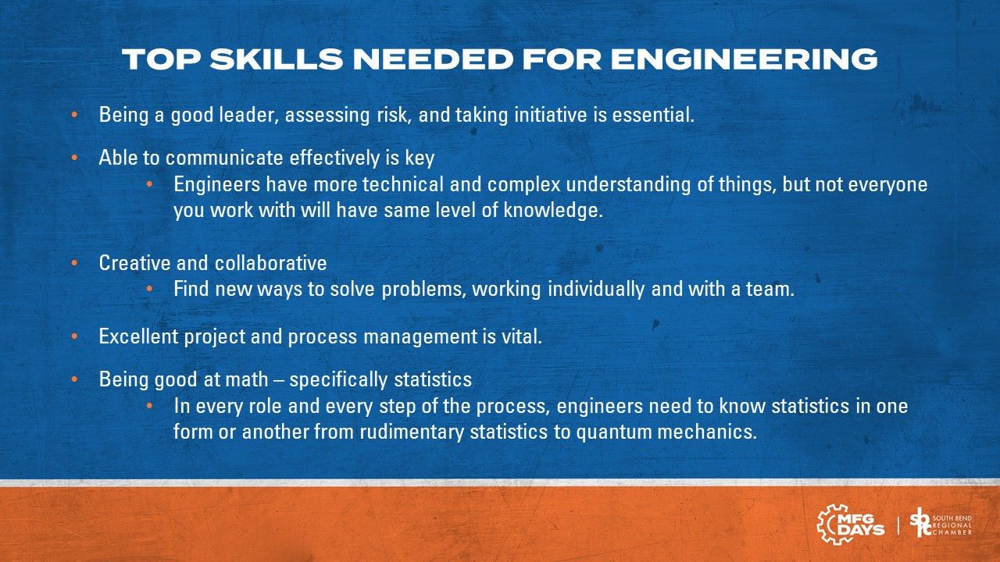 TOP SKILLS NEEDED FOR ENGINEERING
• Being a good leader, assessing risk, and taking initiative is essential.
• Able to communicate effectively is key
• Engineers have more technical and complex understanding of things, but not everyone
you work with will have same level of knowledge.
• Creative and collaborative
• Find new ways to solve problems, working individually and with a team.
• Excellent project and process management is vital.
• Being good at math – specifically statistics
• In every role and every step of the process, engineers need to know statistics in one
form or another from rudimentary statistics to quantum mechanics.
MFG
DAYS
sbrc
SOUTH BEND
REGIONAL
CHAMBER